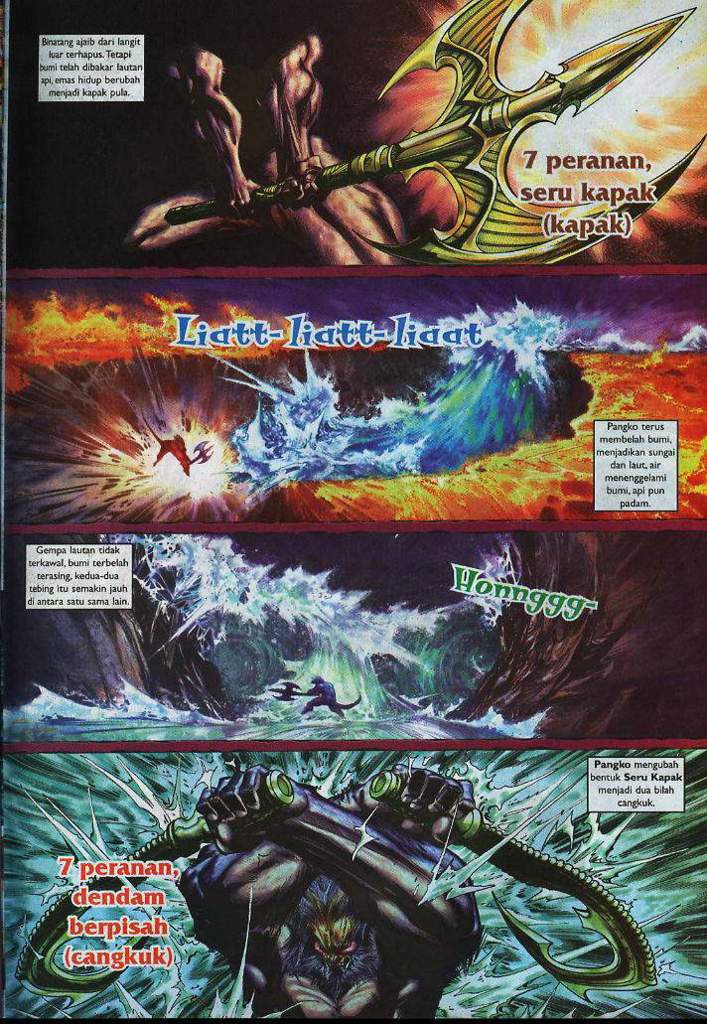 Binatang ajaib dari langit
luar terhapus. Tetapi
bumi telah dibakar lautan
api, emas hidup berubah
menjadi kapak pula.
7 peranan,
seru kapak
(kapak)
Liatt-liatt-liaat
Pangko terus
membelah bumi,
menjadikan sungai
dan laut, air
menenggelami
bumi, api pun
padam.
Gempa lautan tidak
terkawal, bumi terbelah
terasing, kedua-dua
tebing itu semakin jauh
di antara satu sama lain.
Honnggg-
Pangko mengubah
bentuk Seru Kapak
menjadi dua bilah
cangkuk.
7 peranan,
dendam
berpisah
(cangkuk)